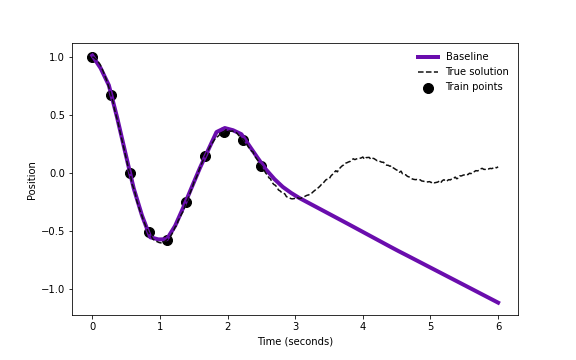 Baseline
True solution
Train points
Position
1.0
0.5
0.0
−0.5
−1.0
0 1 2 3 4 5 6
Time (seconds)